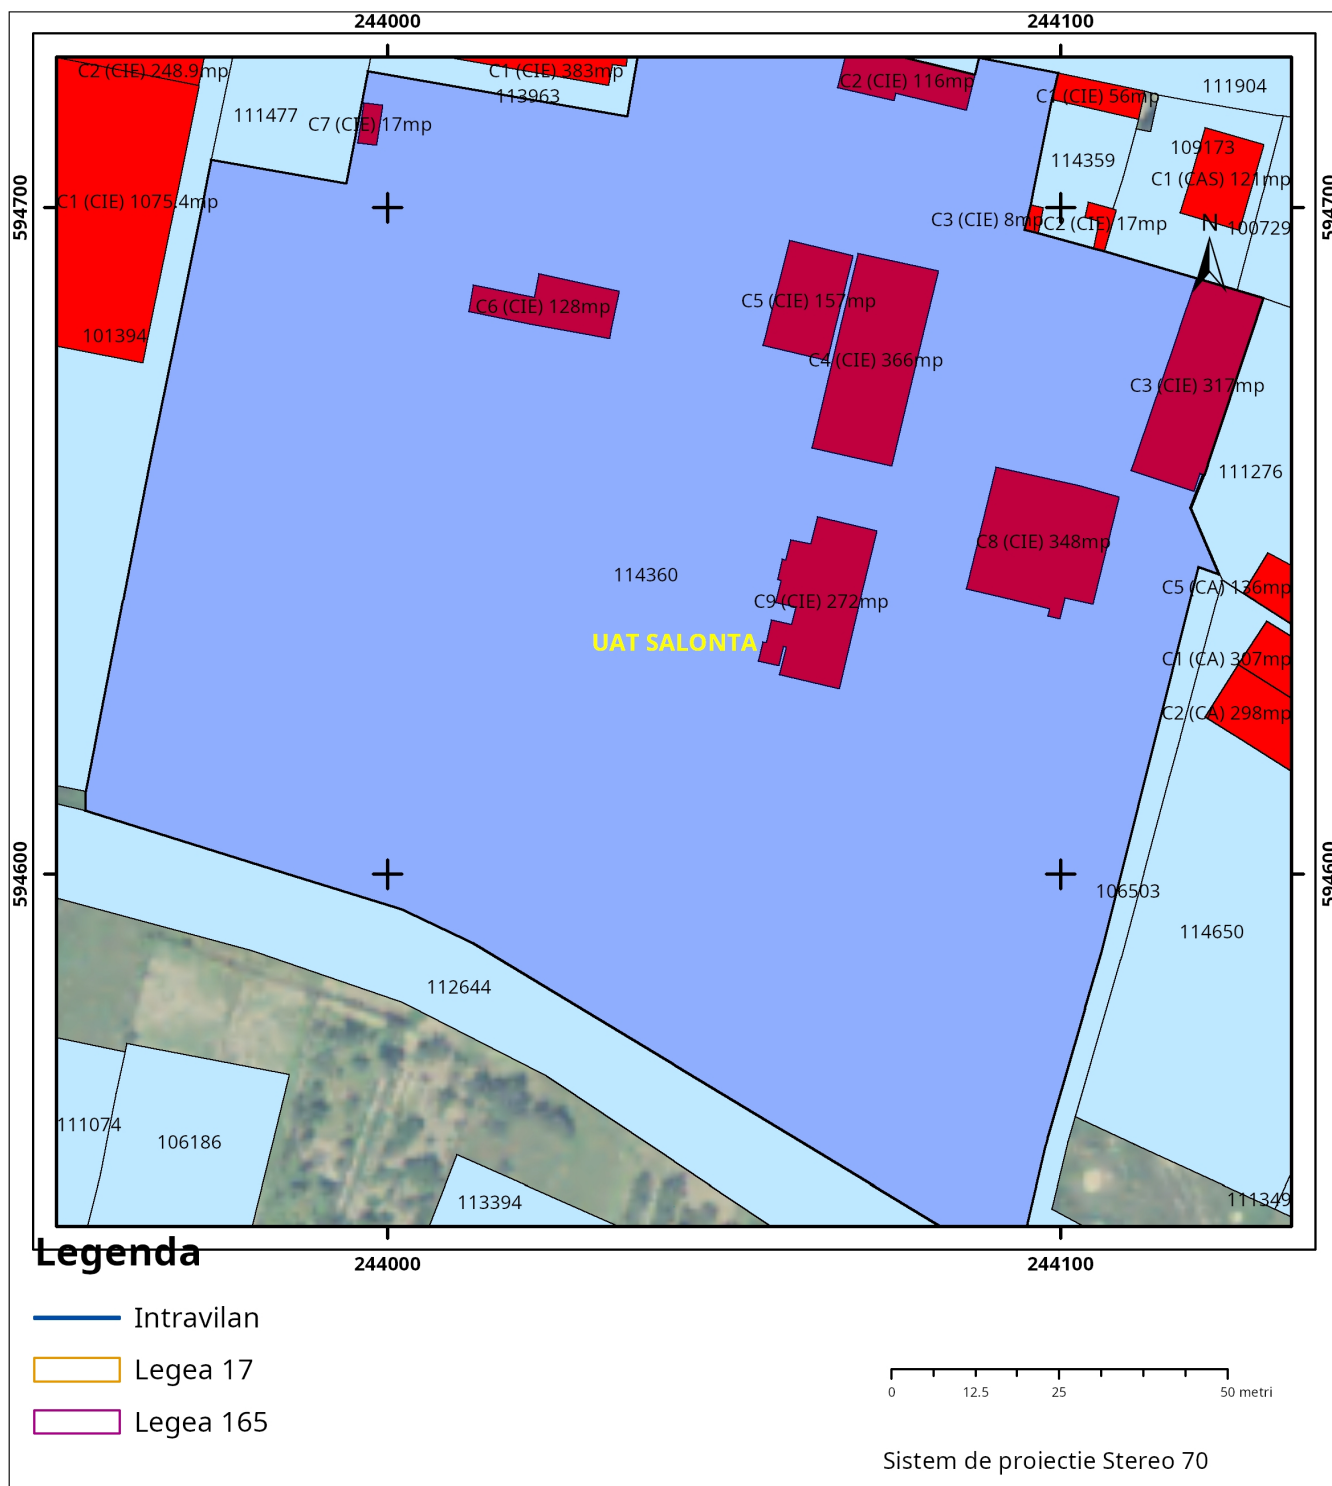 244000 244100
C2 (CIE) 248.9mp
C1 (CIE) 383mp
C2 (CIE) 116mp
111904
C1 (CIE) 56mp
113963
111477
C7 (CIE) 17mp
109173
114359
C1 (CAS) 121mp
594700
C1 (CIE) 1075.4mp
594700
C3 (CIE) 8mp
C2 (CIE) 17mp
N
100729
C5 (CIE) 157mp
C6 (CIE) 128mp
101394
C4 (CIE) 366mp
C3 (CIE) 317mp
111276
C8 (CIE) 348mp
114360
C5 (CA) 136mp
C9 (CIE) 272mp
UAT SALONTA
C1 (CA) 307mp
C2 (CA) 298mp
594600
594600
106503
114650
112644
111074
106186
113394
111349
244000 244100
Legenda
Intravilan
Legea 17
Legea 165
0 12.5 25 50 metri
Sistem de proiectie Stereo 70